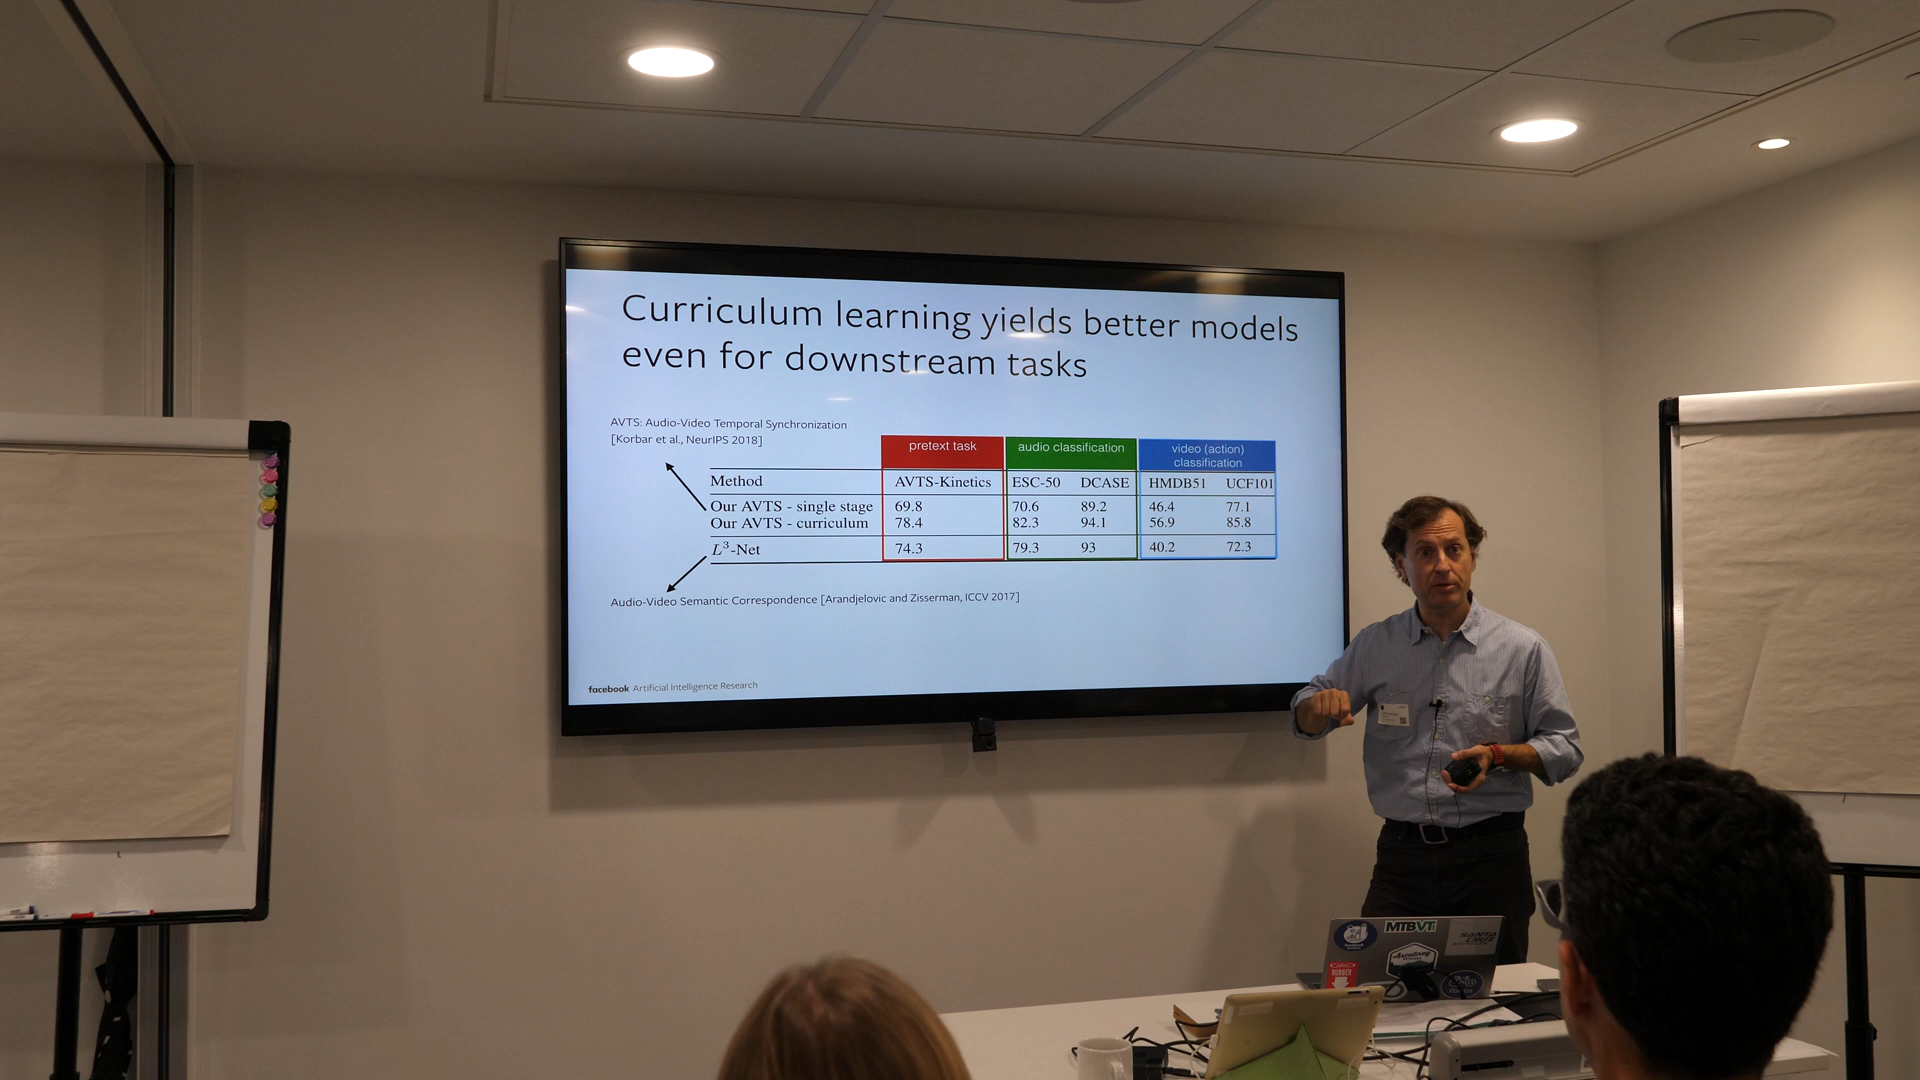 Curriculum learning yields better models
even for downstream tasks
AVTS: Audio-Video Temporal Synchronization
[Korbar et al., NeurIPS 2018]
pretext task audio classification video (action)
classification
Method AVTS-Kinetics ESC-50 DCASE HMDB51 UCF101
Our AVTS - single stage 69.8 70.6 89.2 46.4 77.1
Our AVTS - curriculum 78.4 82.3 94.1 56.9 85.8
L³-Net 74.3 79.3 93 40.2 72.3
Audio-Video Semantic Correspondence [Arandjelovic and Zisserman, ICCV 2017]
facebook Artificial Intelligence Research
MTBVT
SANTA
CRUZ
RUBBER